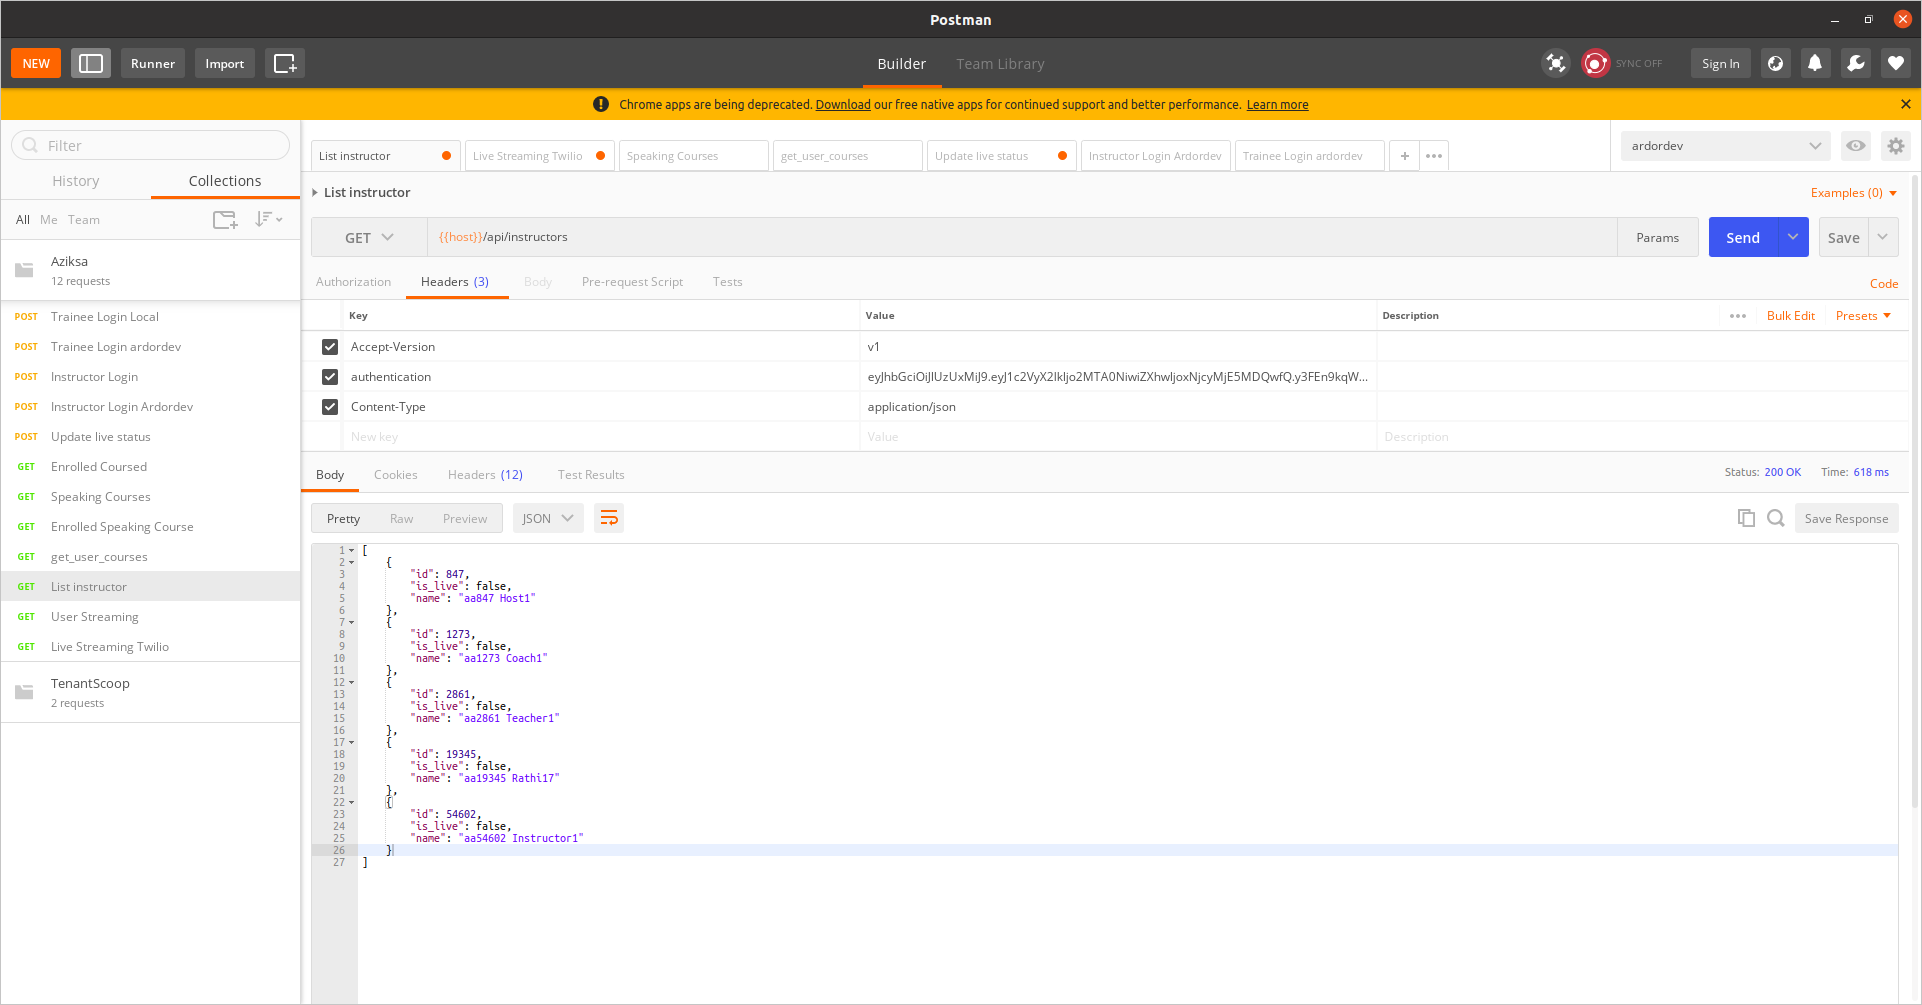 Postman
NEW Runner Import Builder Team Library SYNC OFF Sign In
Chrome apps are being deprecated. Download our free native apps for continued support and better performance. Learn more
Filter
History Collections
All Me Team
Aziksa
12 requests
POST Trainee Login Local
POST Trainee Login ardordev
POST Instructor Login
POST Instructor Login Ardordev
POST Update live status
GET Enrolled Coursed
GET Speaking Courses
GET Enrolled Speaking Course
GET get_user_courses
GET List instructor
GET User Streaming
GET Live Streaming Twilio
TenantScoop
2 requests
List instructor Live Streaming Twilio Speaking Courses get_user_courses Update live status Instructor Login Ardordev Trainee Login ardordev + ••• ardordev
List instructor Examples (0)
GET {{host}}/api/instructors Params Send Save
Authorization Headers (3) Body Pre-request Script Tests Code
Key Value Description ••• Bulk Edit Presets
Accept-Version v1
authentication
Content-Type application/json
New key Value Description
Body Cookies Headers (12) Test Results Status: 200 OK Time: 618 ms
Pretty Raw Preview JSON Save Response
1 [
2 {
3 "id": 847,
4 "is_live": false,
5 "name": "aa847 Host1"
6 },
7 {
8 "id": 1273,
9 "is_live": false,
10 "name": "aa1273 Coach1"
11 },
12 {
13 "id": 2861,
14 "is_live": false,
15 "name": "aa2861 Teacher1"
16 },
17 {
18 "id": 19345,
19 "is_live": false,
20 "name": "aa19345 Rathi17"
21 },
22 {
23 "id": 54602,
24 "is_live": false,
25 "name": "aa54602 Instructor1"
26 }
27 ]